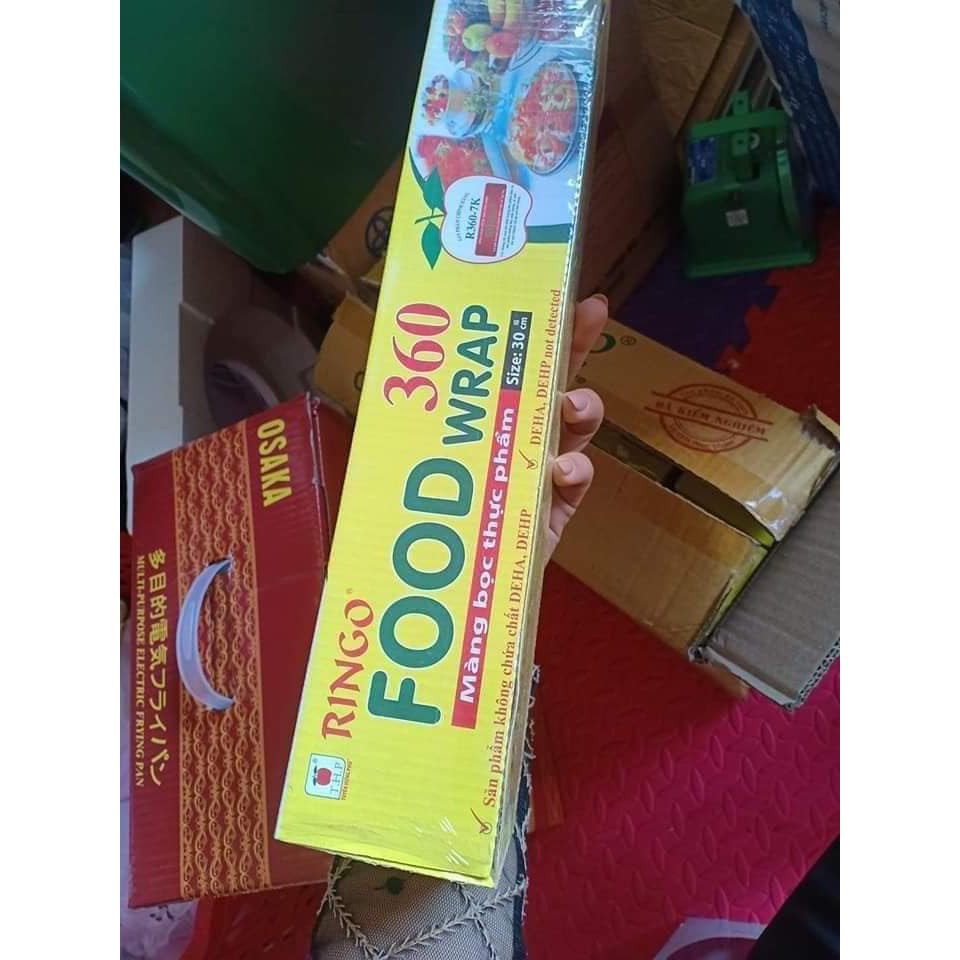 RINGO®
360
FOOD WRAP
Màng bọc thực phẩm
Size: 30 cm
Sản phẩm không chứa chất DEHA, DEHP
DEHA, DEHP not detected
R360-7K
T.H.P
OSAKA
多目的電気フライパン
MULTI-PURPOSE ELECTRIC FRYING PAN
ĐÃ KIỂM NGHIỆM
O®